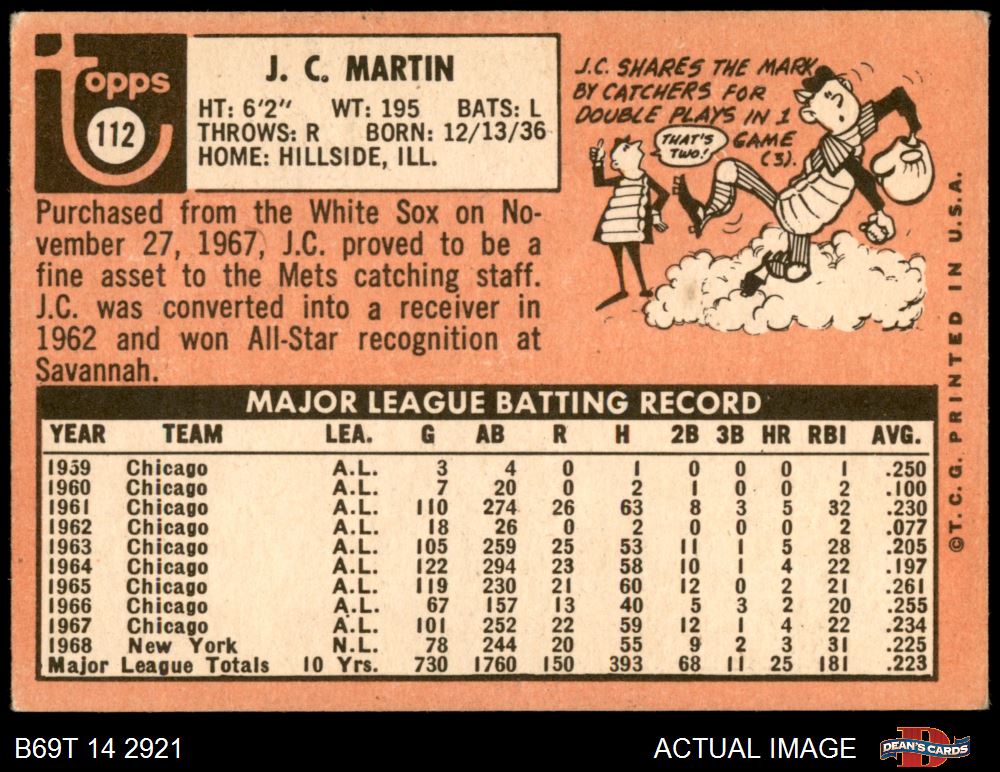 Topps
112
J. C. MARTIN
HT: 6'2" WT: 195 BATS: L
THROWS: R BORN: 12/13/36
HOME: HILLSIDE, ILL.
Purchased from the White Sox on No-
vember 27, 1967, J.C. proved to be a
fine asset to the Mets catching staff.
J.C. was converted into a receiver in
1962 and won All-Star recognition at
Savannah.
J.C. SHARES THE MARK
BY CATCHERS FOR
DOUBLE PLAYS IN 1
GAME
(3).
THAT'S
TWO!
MAJOR LEAGUE BATTING RECORD
YEAR TEAM LEA. G AB R H 2B 3B HR RBI AVG.
1959 Chicago A.L. 3 4 0 1 0 0 0 1 .250
1960 Chicago A.L. 7 20 0 2 1 0 0 2 .100
1961 Chicago A.L. 110 274 26 63 8 3 5 32 .230
1962 Chicago A.L. 18 26 0 2 0 0 0 2 .077
1963 Chicago A.L. 105 259 25 53 11 1 5 28 .205
1964 Chicago A.L. 122 294 23 58 10 1 4 22 .197
1965 Chicago A.L. 119 230 21 60 12 0 2 21 .261
1966 Chicago A.L. 67 157 13 40 5 3 2 20 .255
1967 Chicago A.L. 101 252 22 59 12 1 4 22 .234
1968 New York N.L. 78 244 20 55 9 2 3 31 .225
Major League Totals 10 Yrs. 730 1760 150 393 68 11 25 181 .223
© T. C. G. PRINTED IN U.S.A.
B69T 14 2921
ACTUAL IMAGE
DEAN'S CARDS